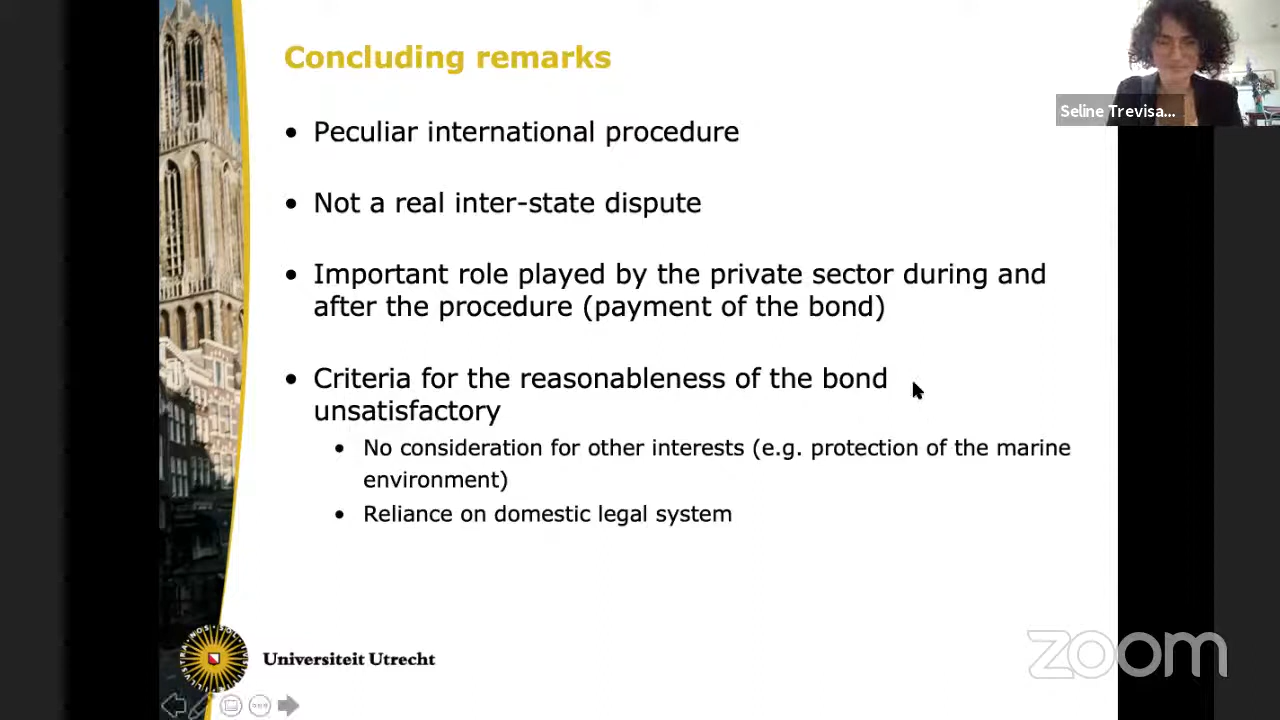 Concluding remarks
Seline Trevisa...
• Peculiar international procedure
• Not a real inter-state dispute
• Important role played by the private sector during and
after the procedure (payment of the bond)
• Criteria for the reasonableness of the bond
unsatisfactory
• No consideration for other interests (e.g. protection of the marine
environment)
• Reliance on domestic legal system
Universiteit Utrecht
zoom